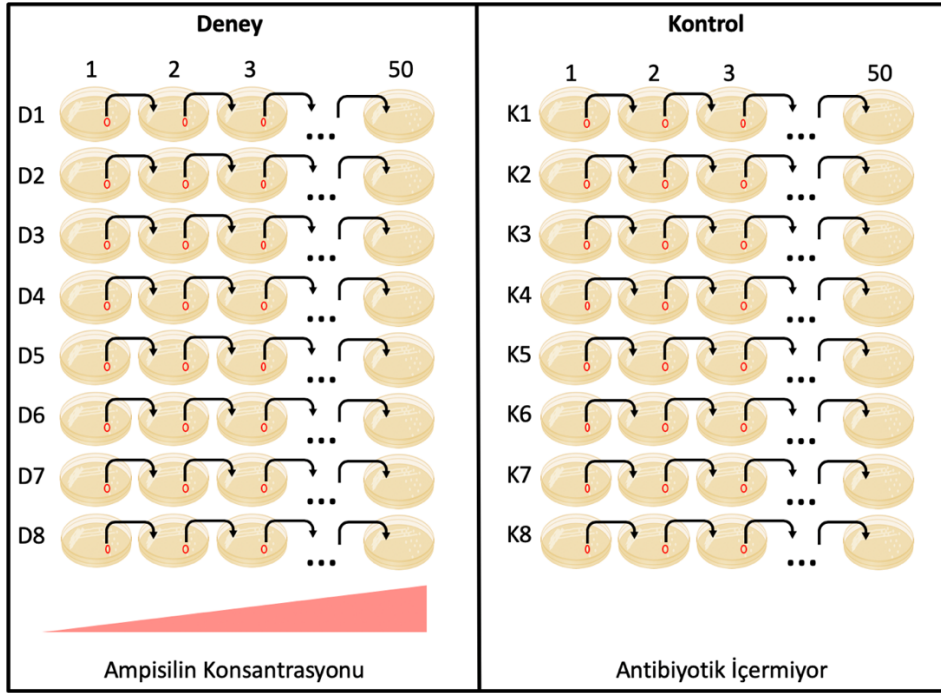 Deney
1 2 3 50
D1
D2
D3
D4
D5
D6
D7
D8
Ampisilin Konsantrasyonu
Kontrol
1 2 3 50
K1
K2
K3
K4
K5
K6
K7
K8
Antibiyotik İçermiyor